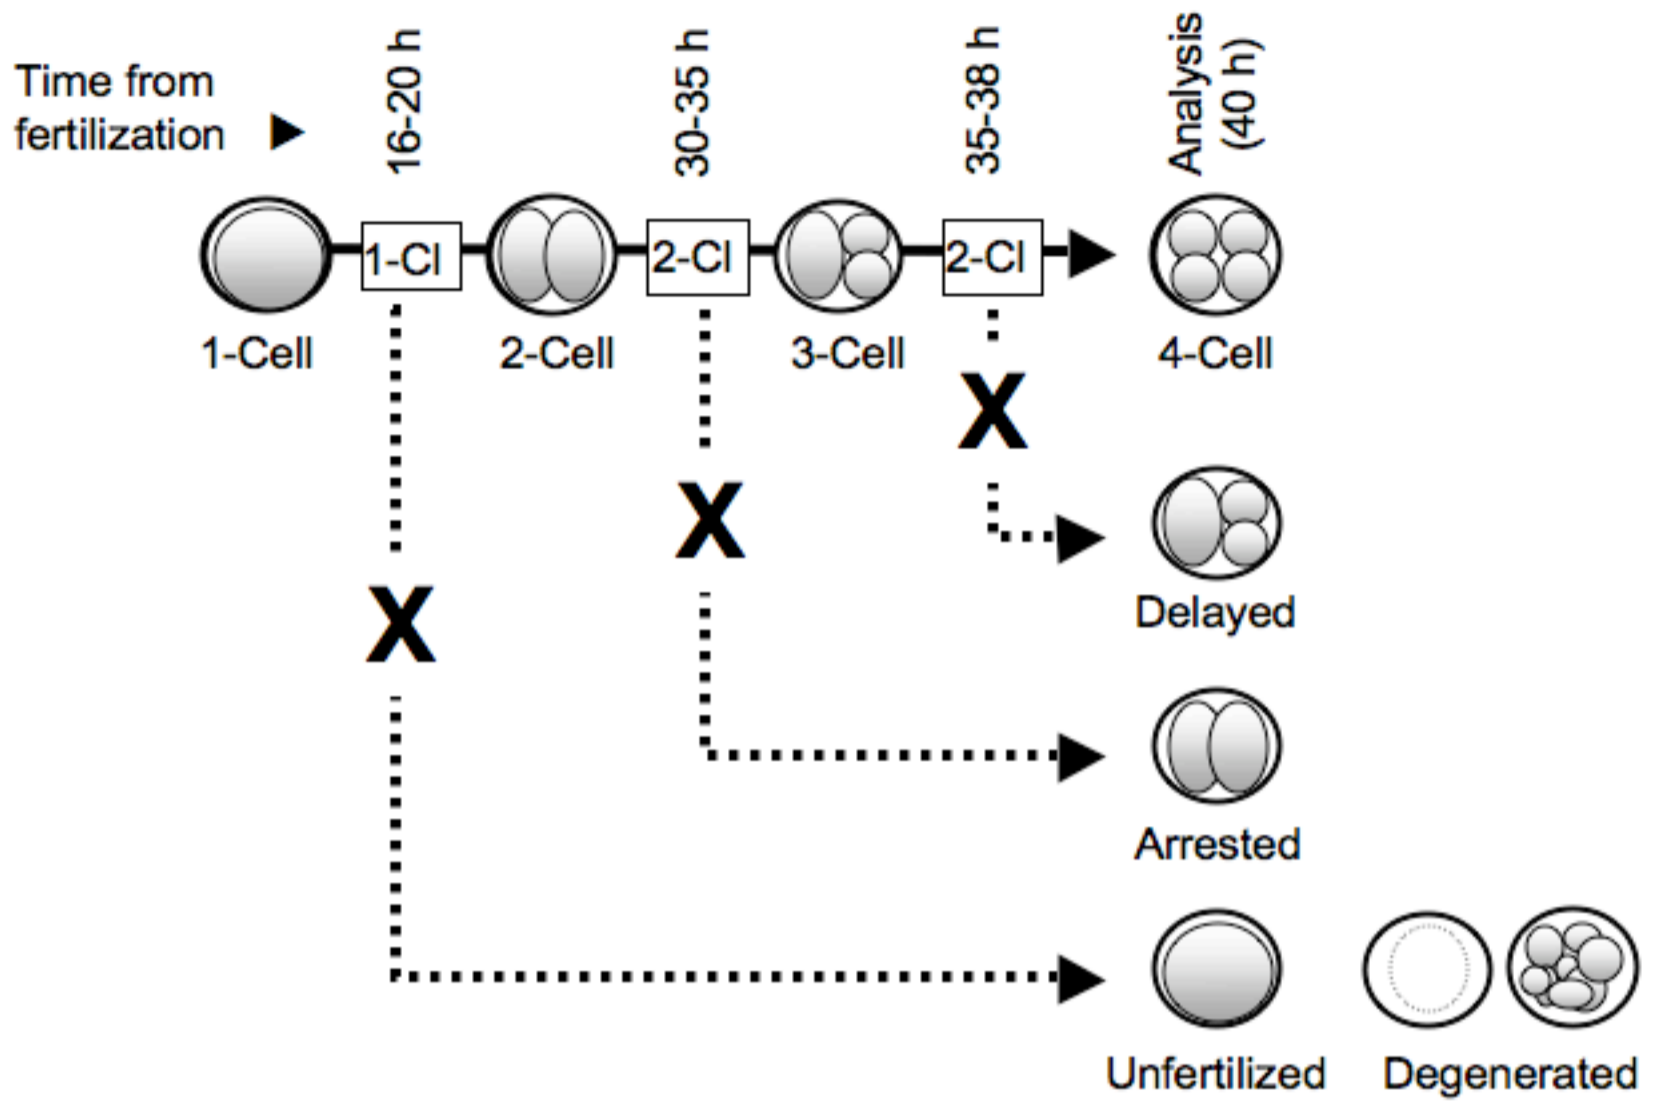 Time from
fertilization
16-20 h
30-35 h
35-38 h
Analysis
(40 h)
1-Cl
2-Cl
2-Cl
1-Cell
2-Cell
3-Cell
4-Cell
X
X
X
Delayed
Arrested
Unfertilized
Degenerated